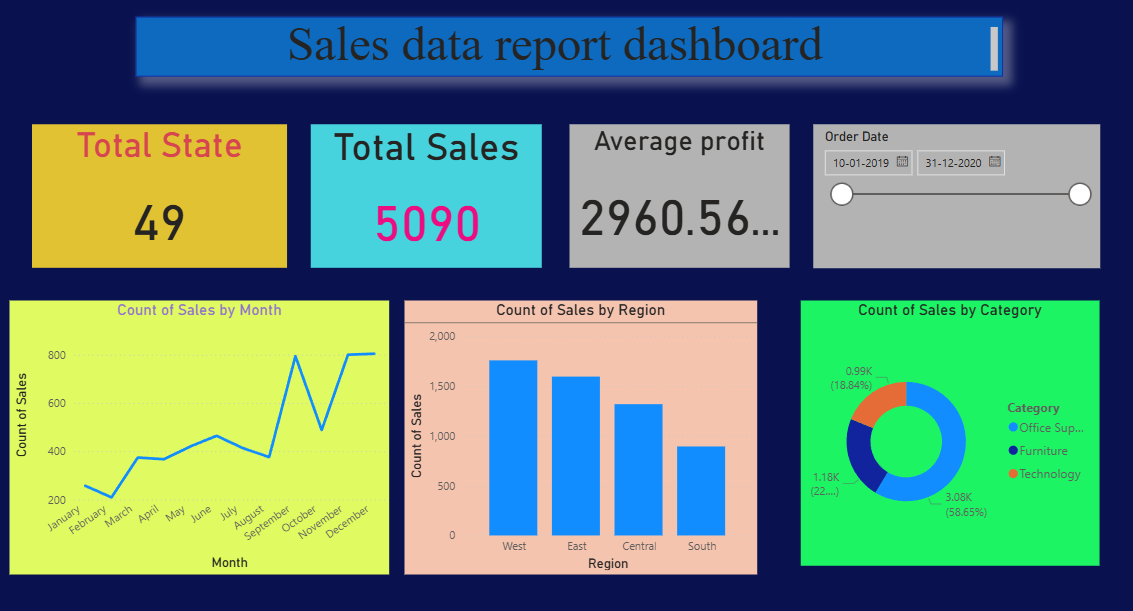 Sales data report dashboard
Total State
49
Total Sales
5090
Average profit
2960.56...
Order Date
10-01-2019
31-12-2020
Count of Sales by Month
Count of Sales
800
600
400
200
January
February
March
April
May
June
July
August
September
October
November
December
Month
Count of Sales by Region
Count of Sales
2,000
1,500
1,000
500
0
West
East
Central
South
Region
Count of Sales by Category
0.99K
(18.84%)
1.18K
(22....)
3.08K
(58.65%)
Category
Office Sup...
Furniture
Technology